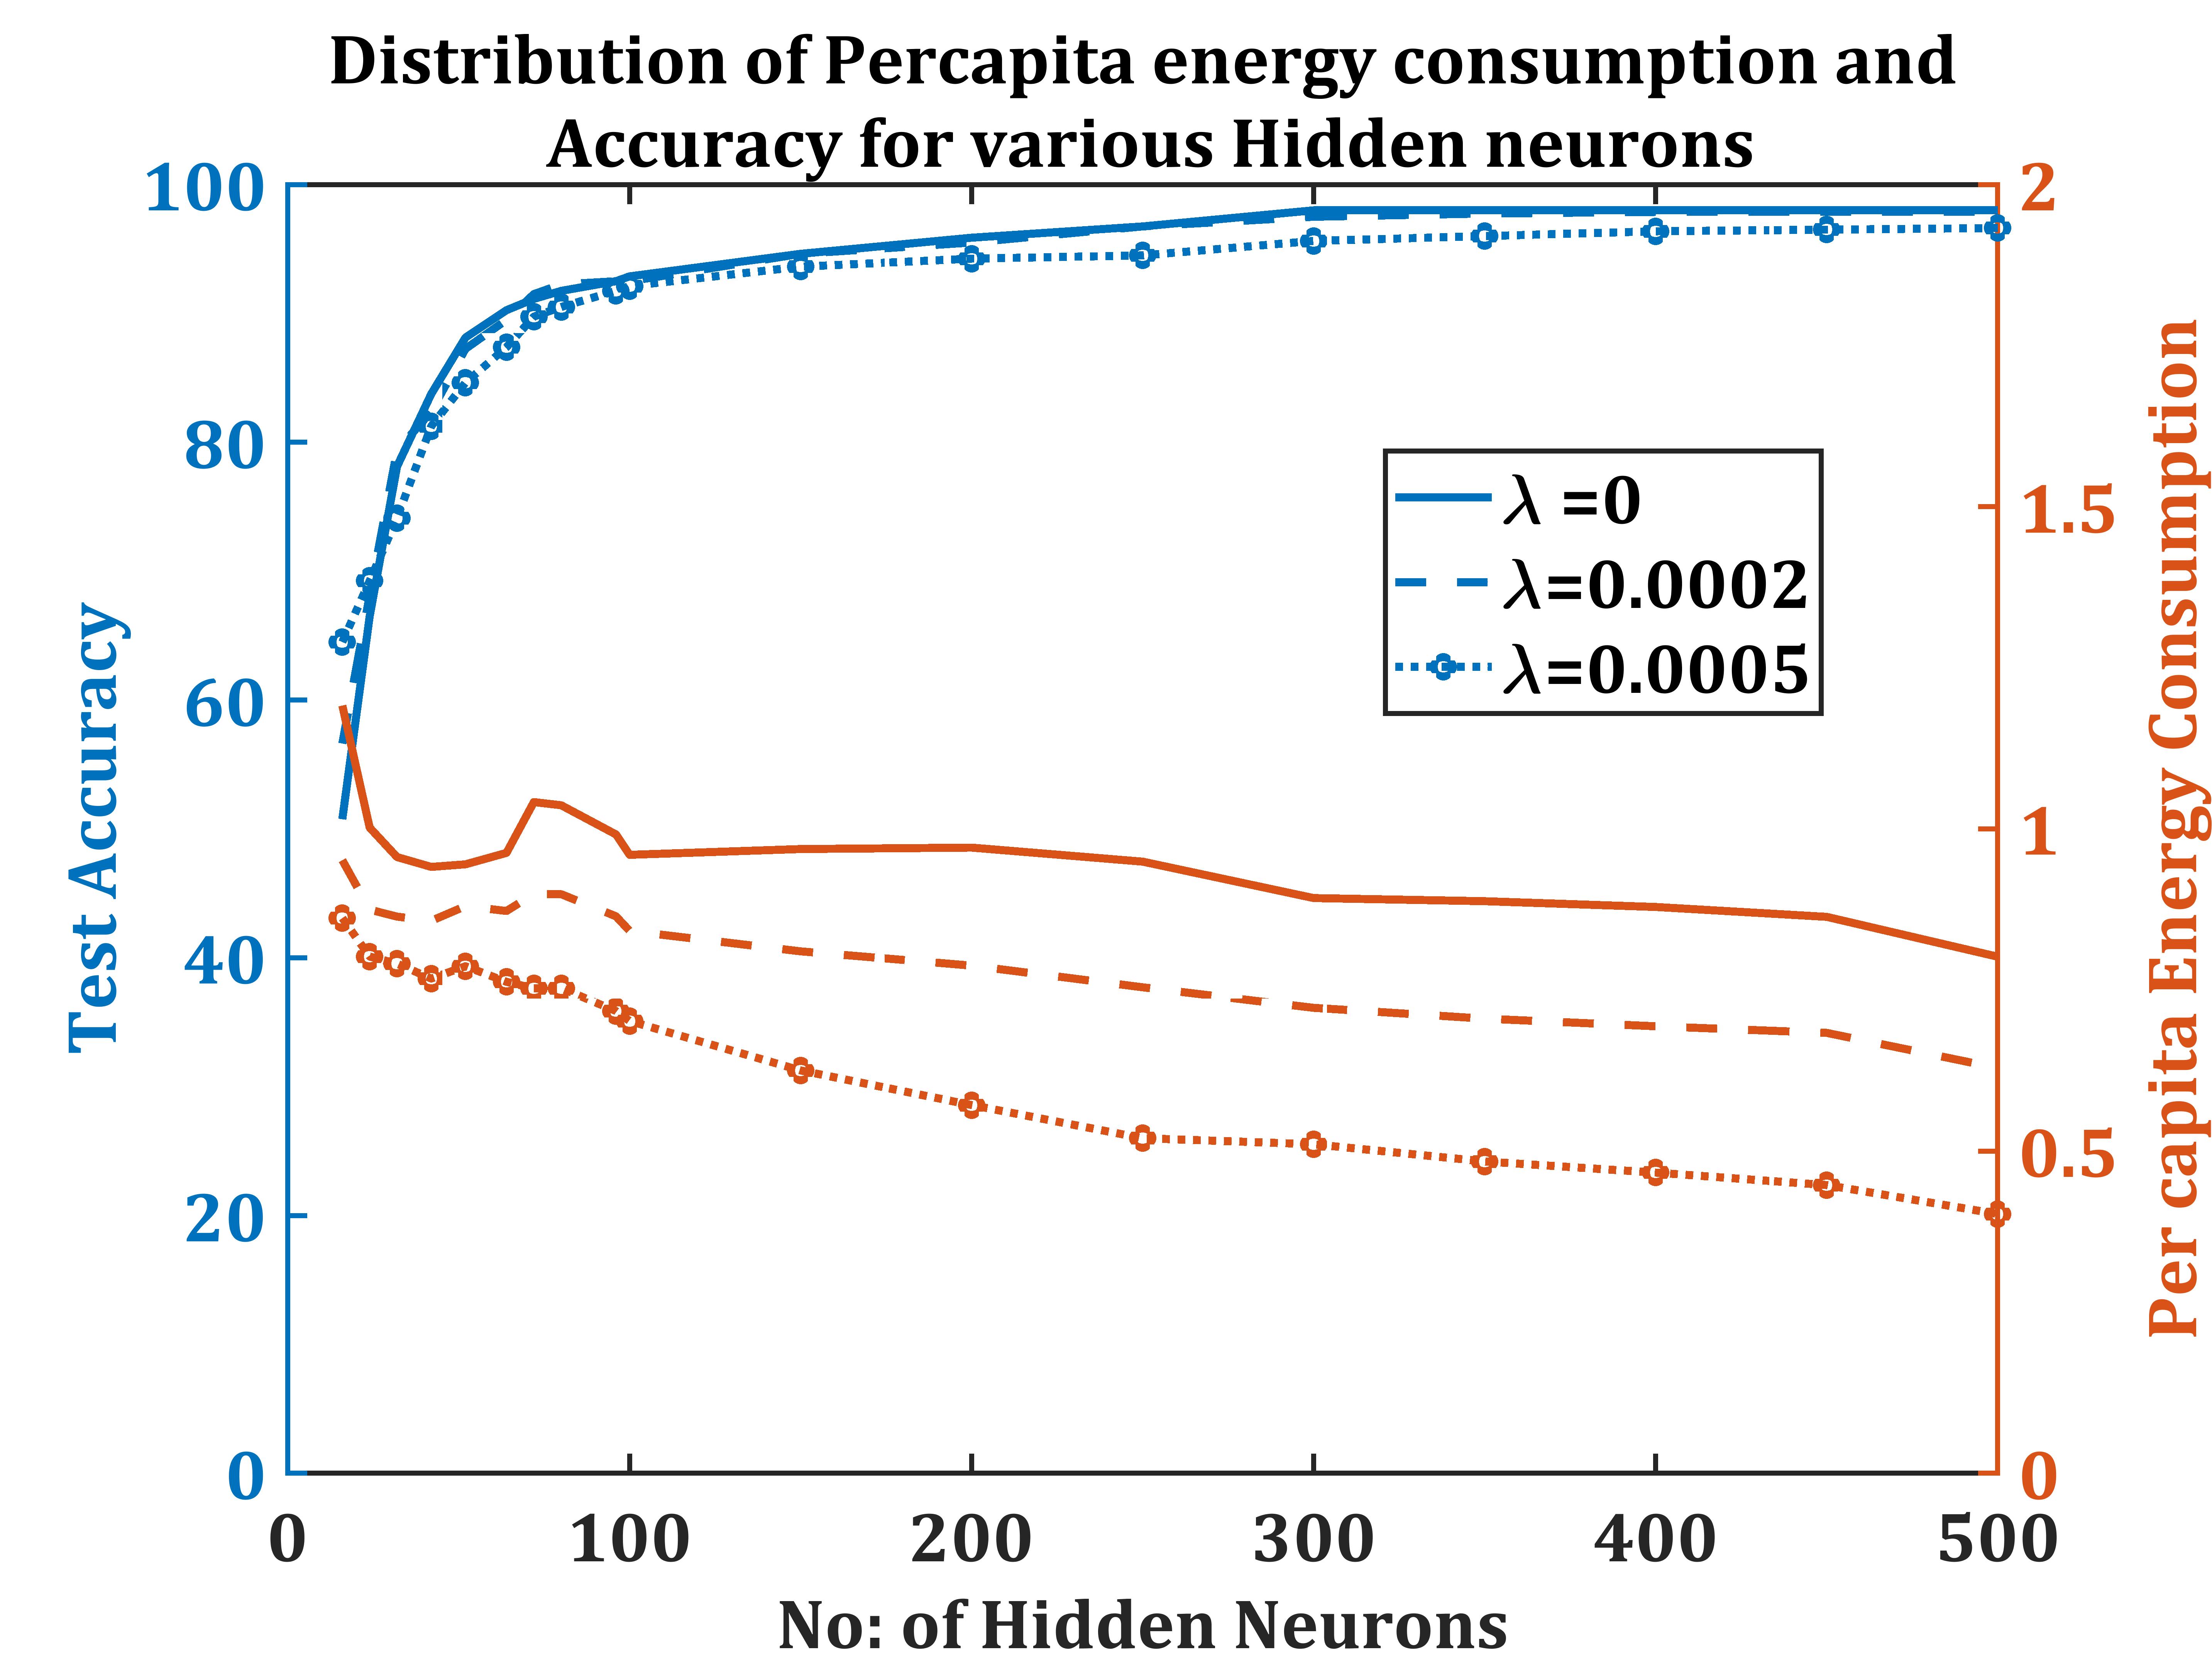 Distribution of Percapita energy consumption and
Accuracy for various Hidden neurons
100
80
60
40
20
0
Test Accuracy
2
1.5
1
0.5
0
Per capita Energy Consumption
λ =0
λ=0.0002
λ=0.0005
0 100 200 300 400 500
No: of Hidden Neurons